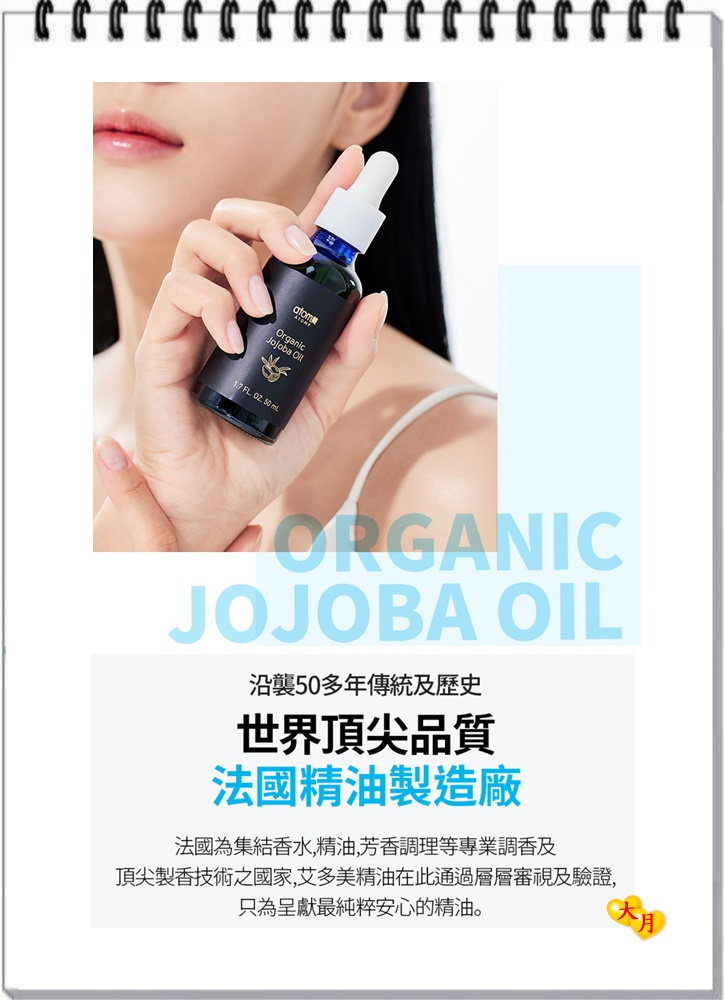 atom美
ATOMY
Organic
Jojoba Oil
1.7 FL. OZ. 50 mL
ORGANIC
JOJOBA OIL
沿襲50多年傳統及歷史
世界頂尖品質
法國精油製造廠
法國為集結香水,精油,芳香調理等專業調香及
頂尖製香技術之國家,艾多美精油在此通過層層審視及驗證,
只為呈獻最純粹安心的精油。
大月